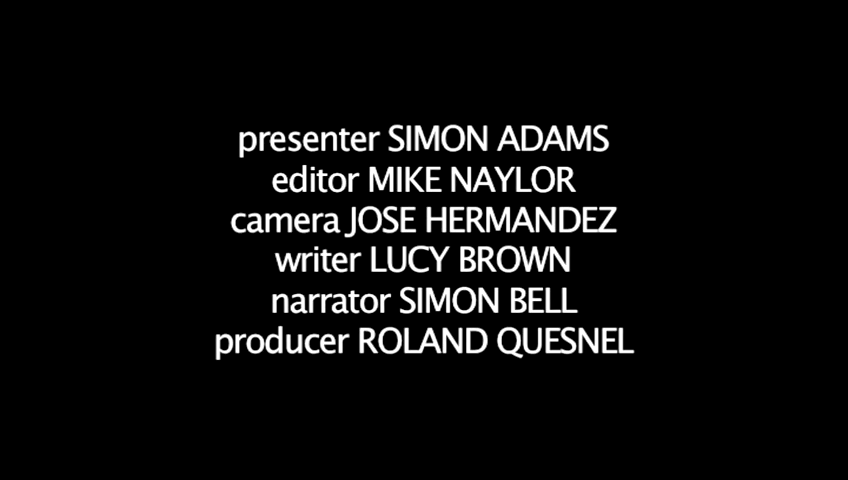 presenter SIMON ADAMS
editor MIKE NAYLOR
camera JOSE HERMANDEZ
writer LUCY BROWN
narrator SIMON BELL
producer ROLAND QUESNEL